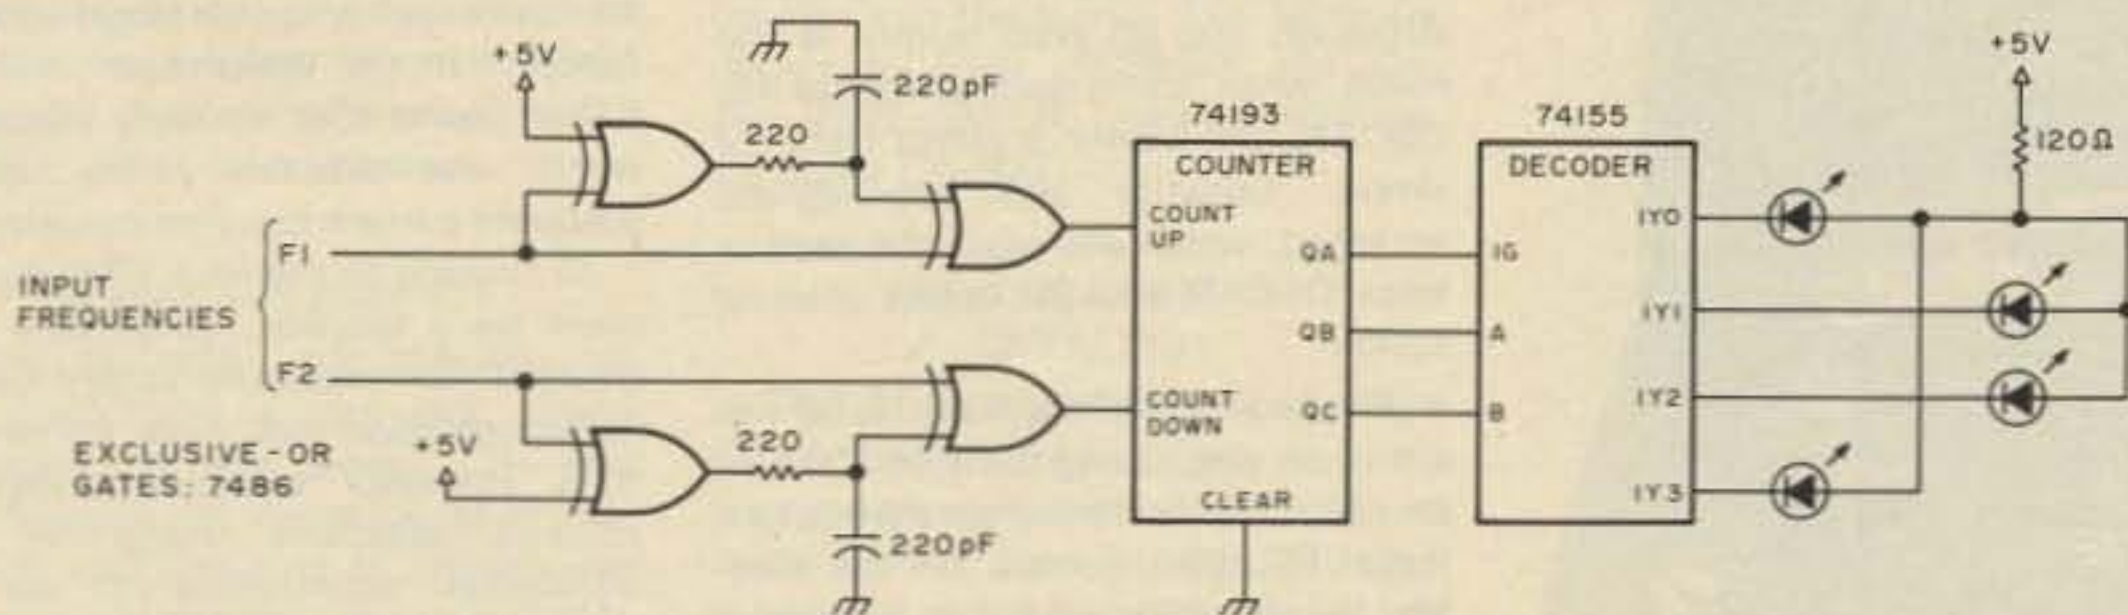 +5V
220pF
220
74193
COUNTER
COUNT
UP
QA
QB
QC
COUNT
DOWN
CLEAR
74155
DECODER
1G
A
B
1Y0
1Y1
1Y2
1Y3
+5V
120Ω
INPUT
FREQUENCIES
F1
F2
EXCLUSIVE-OR
GATES: 7486
+5V
220
220pF